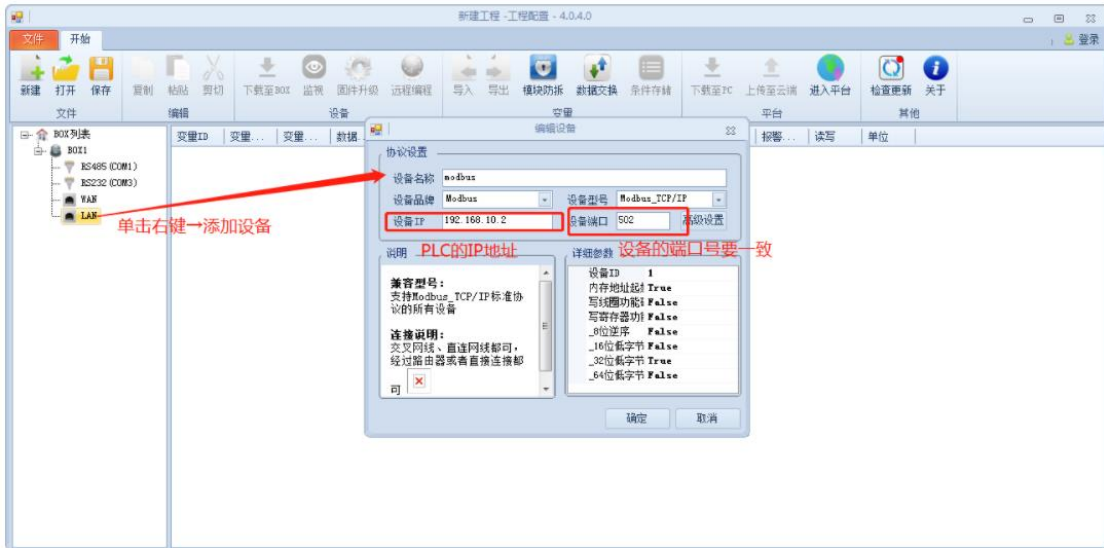 新建工程 -工程配置 - 4.0.4.0
文件 开始 登录
新建 打开 保存 复制 粘贴 剪切 下载至BOX 监视 固件升级 远程编程 导入 导出 模块防拆 数据交换 条件存储 下载至PC 上传至云端 进入平台 检查更新 关于
文件 编辑 设备 变量 平台 其他
BOX列表
BOX1
RS485(COM1)
RS232(COM3)
WAN
LAN
变量ID 变量... 变量... 数据 报警... 读写 单位
单击右键→添加设备
编辑设备
协议设置
设备名称 modbus
设备品牌 Modbus 设备型号 Modbus_TCP/IP
设备IP 192.168.10.2 设备端口 502 高级设置
PLC的IP地址 设备的端口号要一致
说明
兼容型号:
支持Modbus_TCP/IP标准协
议的所有设备
连接说明:
交叉网线、直连网线都可,
经过路由器或者直接连接都
可
详细参数
设备ID 1
内存地址起 True
写线圈功能 False
写寄存器功 False
_8位逆序 False
_16位低字节 False
_32位低字节 True
_64位低字节 False
确定 取消